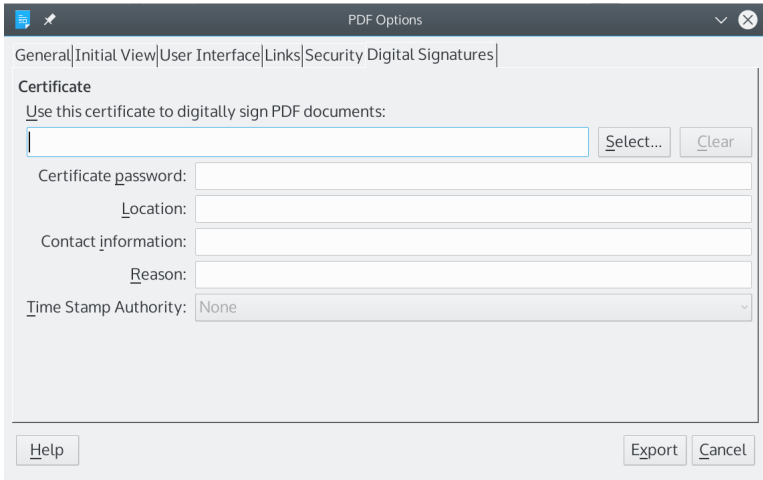 PDF Options
General Initial View User Interface Links Security Digital Signatures
Certificate
Use this certificate to digitally sign PDF documents:
Select... Clear
Certificate password:
Location:
Contact information:
Reason:
Time Stamp Authority: None
Help Export Cancel